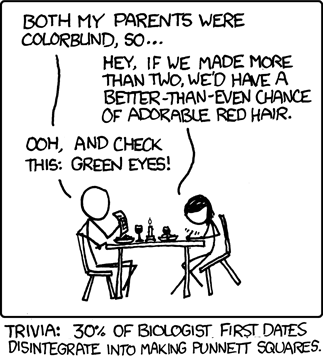 BOTH MY PARENTS WERE
COLORBLIND, SO...
HEY, IF WE MADE MORE
THAN TWO, WE'D HAVE A
BETTER-THAN-EVEN CHANCE
OF ADORABLE RED HAIR.
OOH, AND CHECK
THIS: GREEN EYES!
TRIVIA: 30% OF BIOLOGIST FIRST DATES
DISINTEGRATE INTO MAKING PUNNETT SQUARES.